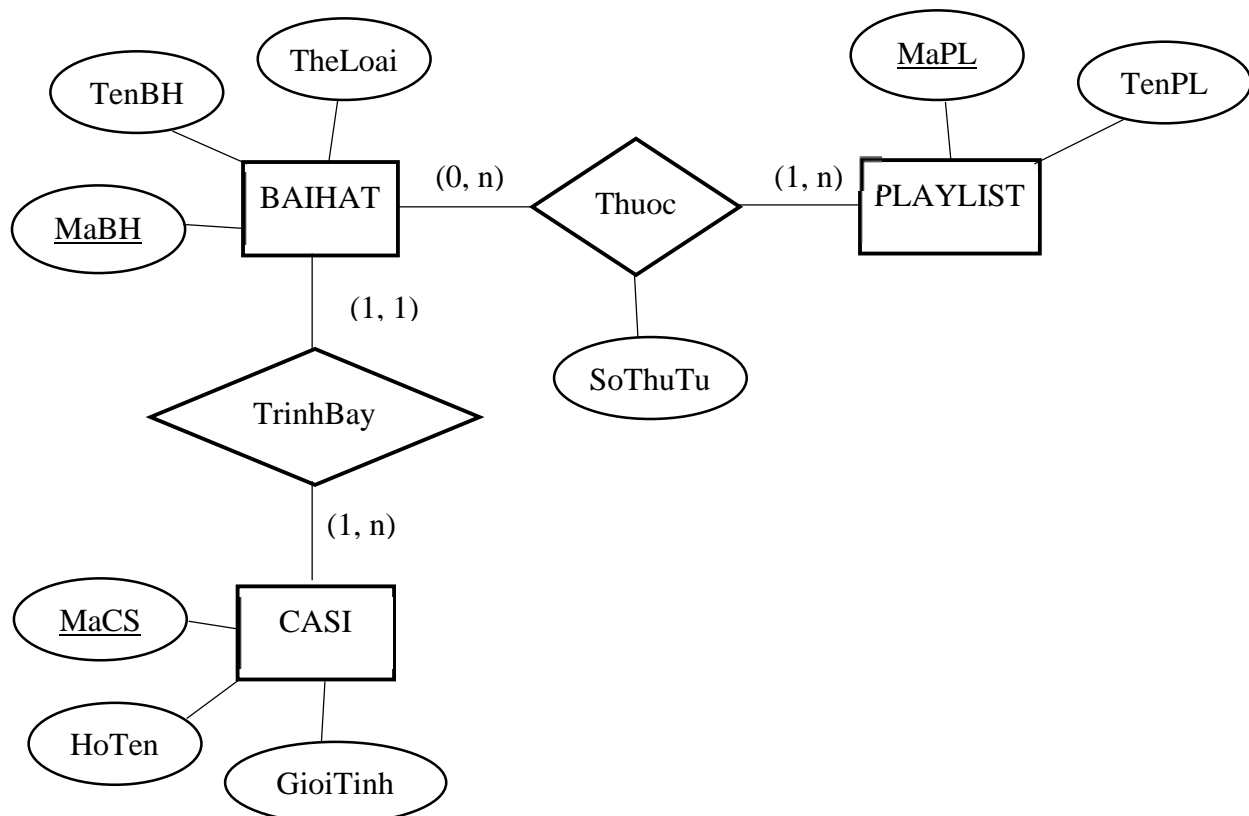 MaPL
TheLoai
TenPL
TenBH
(0, n)
(1, n)
BAIHAT
PLAYLIST
Thuoc
MaBH
(1, 1)
SoThuTu
TrinhBay
(1, n)
MaCS
CASI
HoTen
GioiTinh